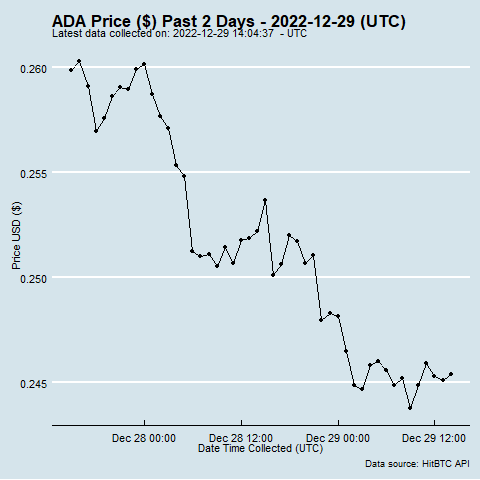 ADA Price ($) Past 2 Days - 2022-12-29 (UTC)
Latest data collected on: 2022-12-29 14:04:37 - UTC
0.260
0.255
0.250
0.245
Price USD ($)
Dec 28 00:00 Dec 28 12:00 Dec 29 00:00 Dec 29 12:00
Date Time Collected (UTC)
Data source: HitBTC API